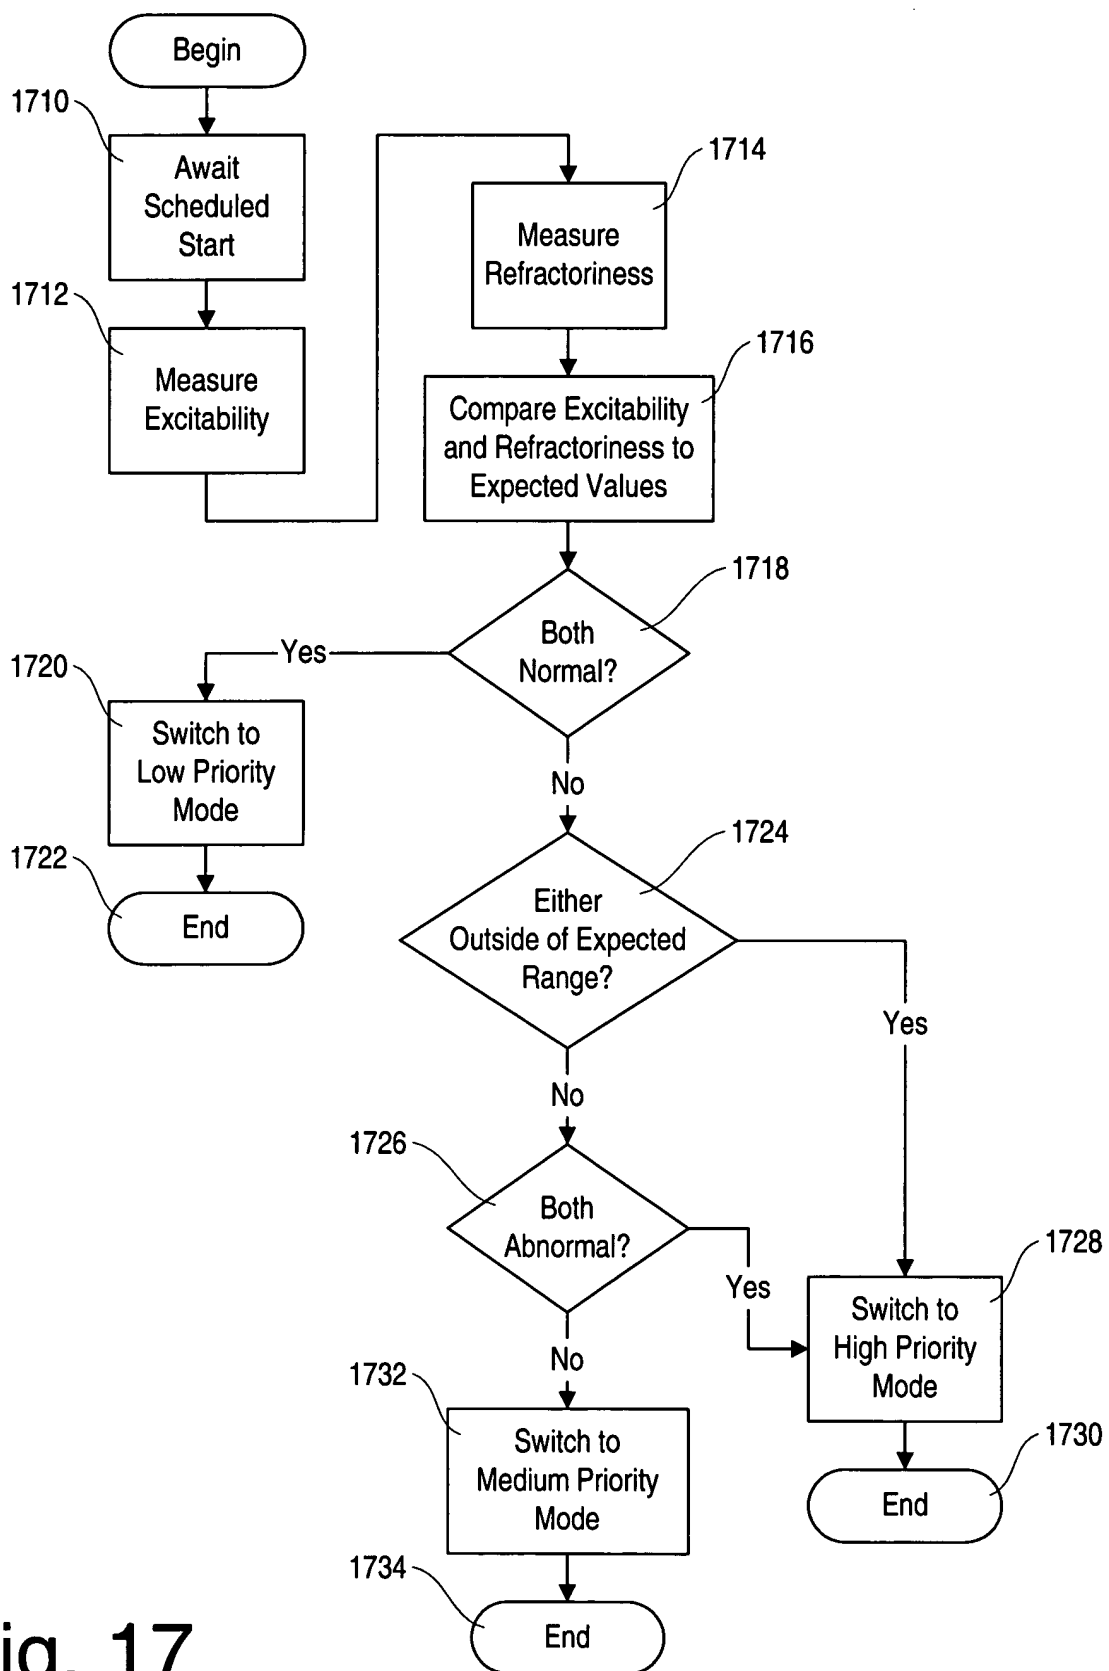 Begin
1710
Await
Scheduled
Start
1712
Measure
Excitability
1714
Measure
Refractoriness
1716
Compare Excitability
and Refractoriness to
Expected Values
1718
Both
Normal?
Yes
1720
Switch to
Low Priority
Mode
1722
End
No
1724
Either
Outside of Expected
Range?
Yes
No
1726
Both
Abnormal?
Yes
1728
Switch to
High Priority
Mode
1730
End
No
1732
Switch to
Medium Priority
Mode
1734
End
ig. 17